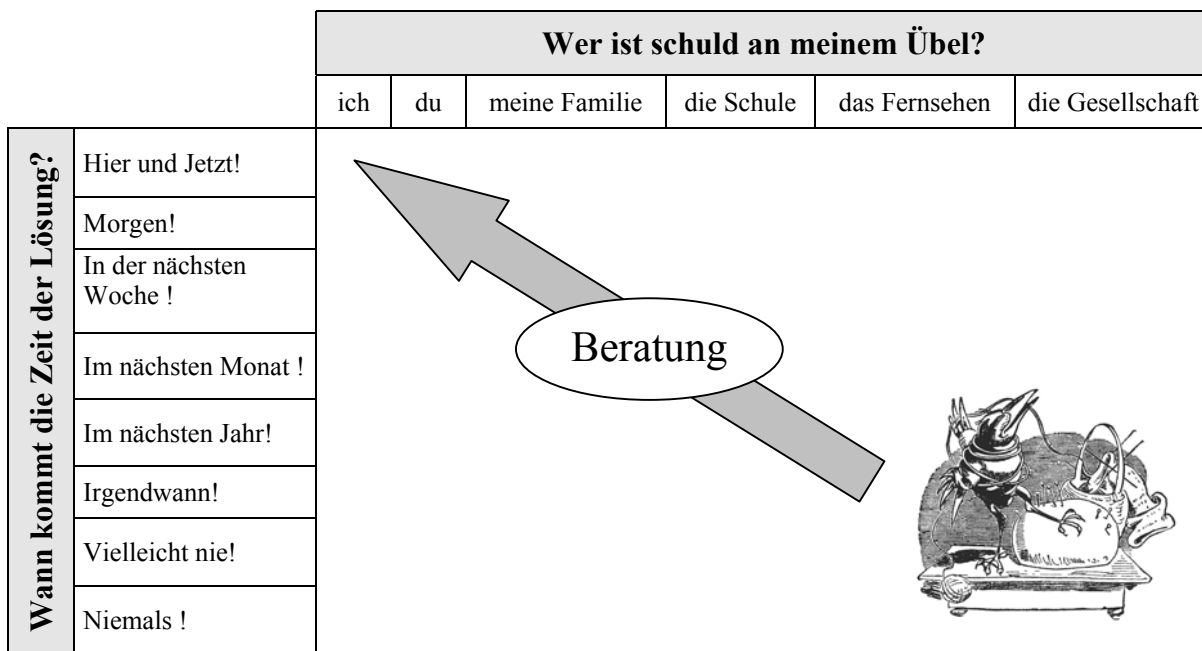 Wer ist schuld an meinem Übel?
ich du meine Familie die Schule das Fernsehen die Gesellschaft
Wann kommt die Zeit der Lösung?
Hier und Jetzt!
Morgen!
In der nächsten
Woche !
Im nächsten Monat !
Im nächsten Jahr!
Irgendwann!
Vielleicht nie!
Niemals !
Beratung